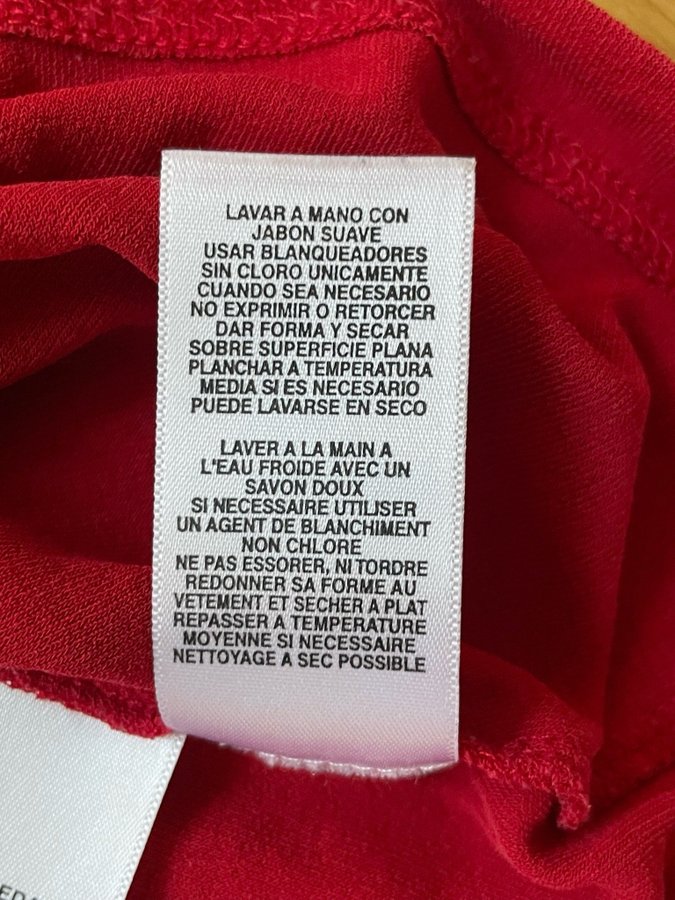 LAVAR A MANO CON
JABON SUAVE
USAR BLANQUEADORES
SIN CLORO UNICAMENTE
CUANDO SEA NECESARIO
NO EXPRIMIR O RETORCER
DAR FORMA Y SECAR
SOBRE SUPERFICIE PLANA
PLANCHAR A TEMPERATURA
MEDIA SI ES NECESARIO
PUEDE LAVARSE EN SECO
LAVER A LA MAIN A
L'EAU FROIDE AVEC UN
SAVON DOUX
SI NECESSAIRE UTILISER
UN AGENT DE BLANCHIMENT
NON CHLORE
NE PAS ESSORER, NI TORDRE
REDONNER SA FORME AU
VETEMENT ET SECHER A PLAT
REPASSER A TEMPERATURE
MOYENNE SI NECESSAIRE
NETTOYAGE A SEC POSSIBLE